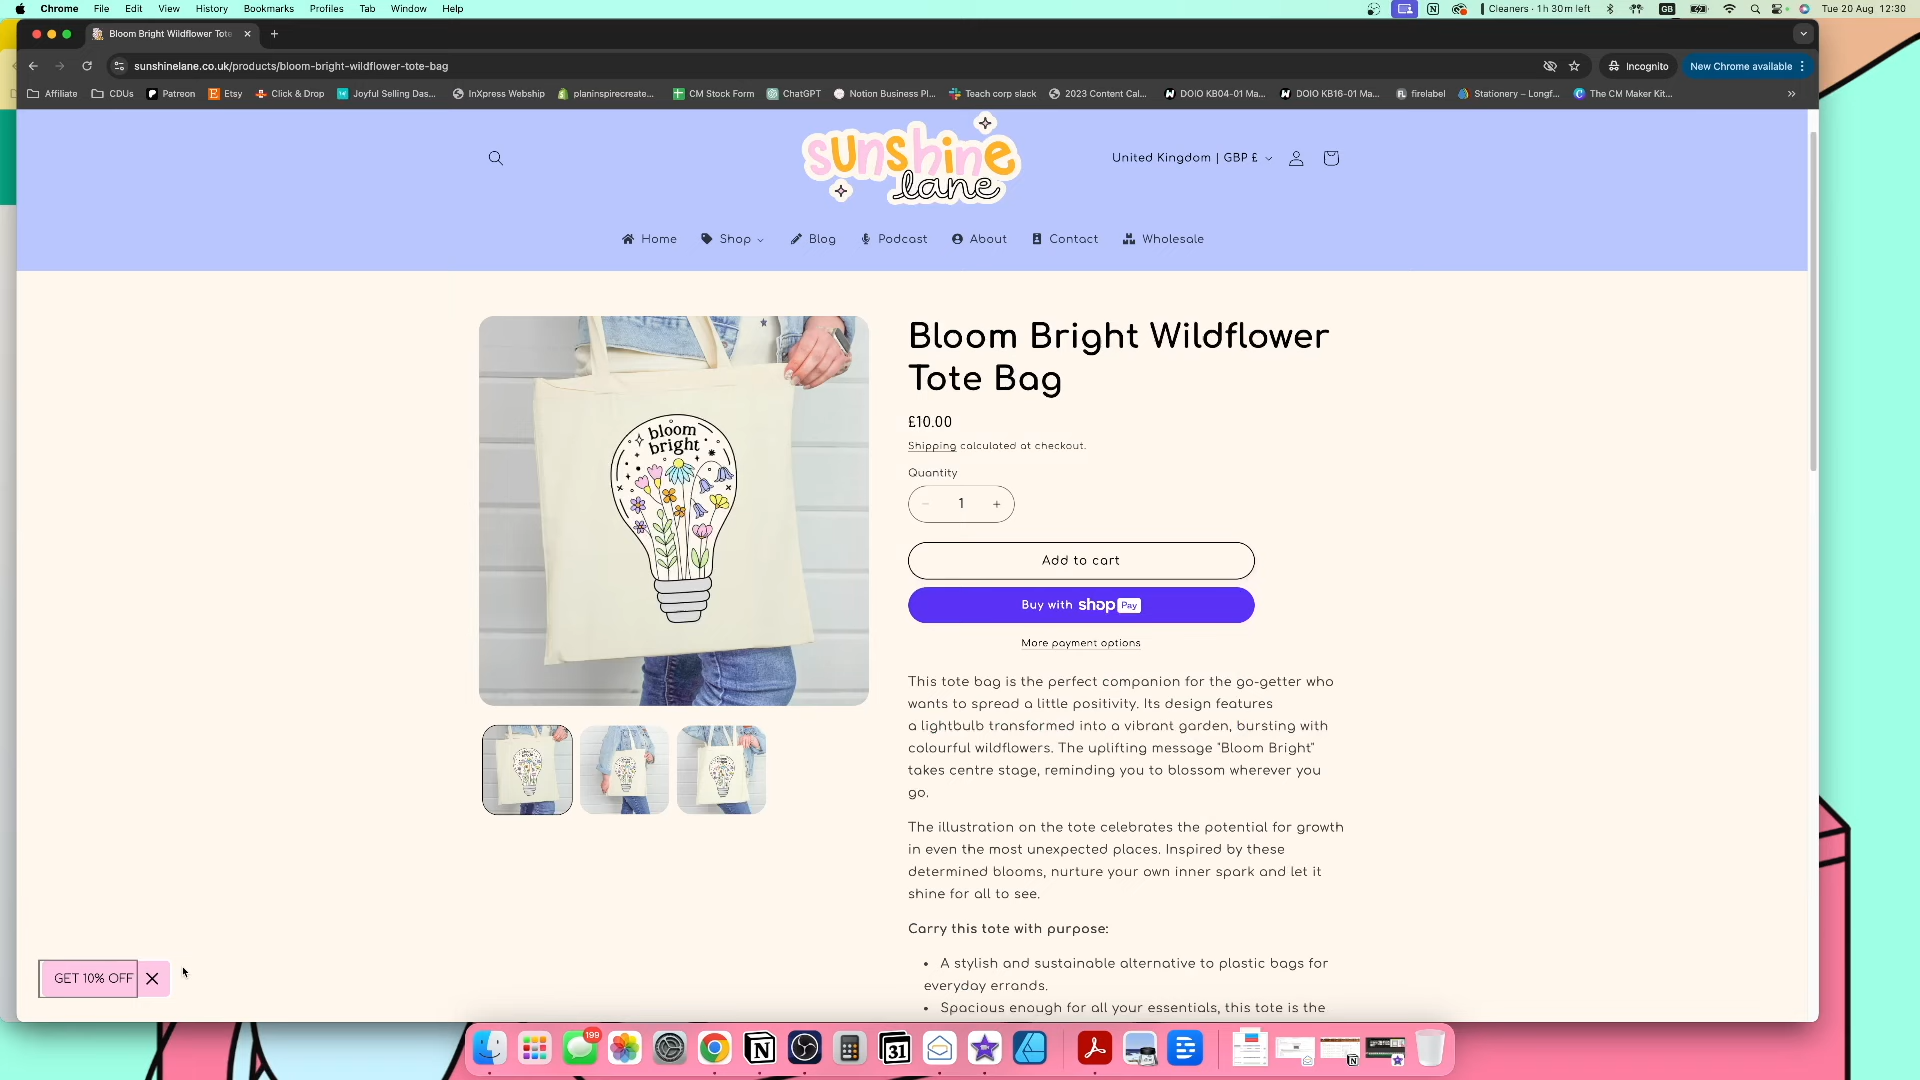 Chrome File Edit View History Bookmarks Profiles Tab Window Help
Cleaners · 1 h 30 m left GB Tue 20 Aug 12:30
Bloom Bright Wildflower Tote
sunshinelane.co.uk/products/bloom-bright-wildflower-tote-bag
Incognito New Chrome available
Affiliate CDUs Patreon Etsy Click & Drop Joyful Selling Das... InXpress Webship planinspirecreate... CM Stock Form ChatGPT Notion Business Pl... Teach corp slack 2023 Content Cal... DOIO KB04-01 Ma... DOIO KB16-01 Ma... firelabel Stationery – Longf... The CM Maker Kit...
sunshine
lane
United Kingdom | GBP £
Home Shop Blog Podcast About Contact Wholesale
bloom
bright
Bloom Bright Wildflower
Tote Bag
£10.00
Shipping calculated at checkout.
Quantity
− 1 +
Add to cart
Buy with shop Pay
More payment options
This tote bag is the perfect companion for the go-getter who
wants to spread a little positivity. Its design features
a lightbulb transformed into a vibrant garden, bursting with
colourful wildflowers. The uplifting message "Bloom Bright"
takes centre stage, reminding you to blossom wherever you
go.
The illustration on the tote celebrates the potential for growth
in even the most unexpected places. Inspired by these
determined blooms, nurture your own inner spark and let it
shine for all to see.
Carry this tote with purpose:
• A stylish and sustainable alternative to plastic bags for
everyday errands.
• Spacious enough for all your essentials, this tote is the
GET 10% OFF
199
31